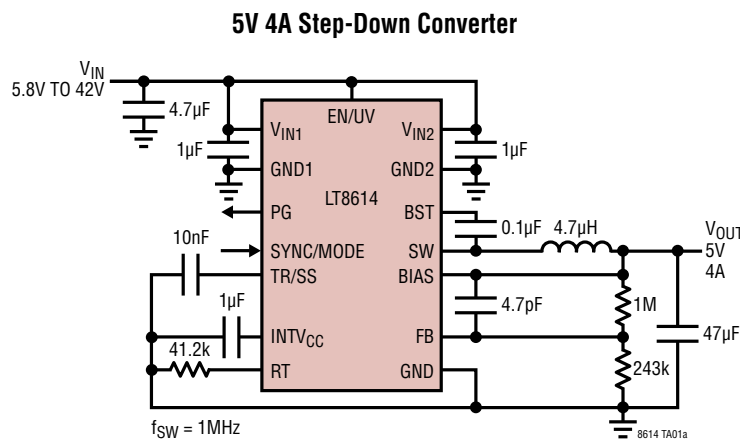 5V 4A Step-Down Converter
VIN
5.8V TO 42V
4.7µF
EN/UV
VIN1
VIN2
1µF
1µF
GND1
GND2
LT8614
PG
BST
0.1µF
4.7µH
VOUT
5V
4A
10nF
SYNC/MODE
SW
TR/SS
BIAS
1µF
4.7pF
1M
INTVCC
FB
47µF
41.2k
RT
GND
243k
fSW = 1MHz
8614 TA01a